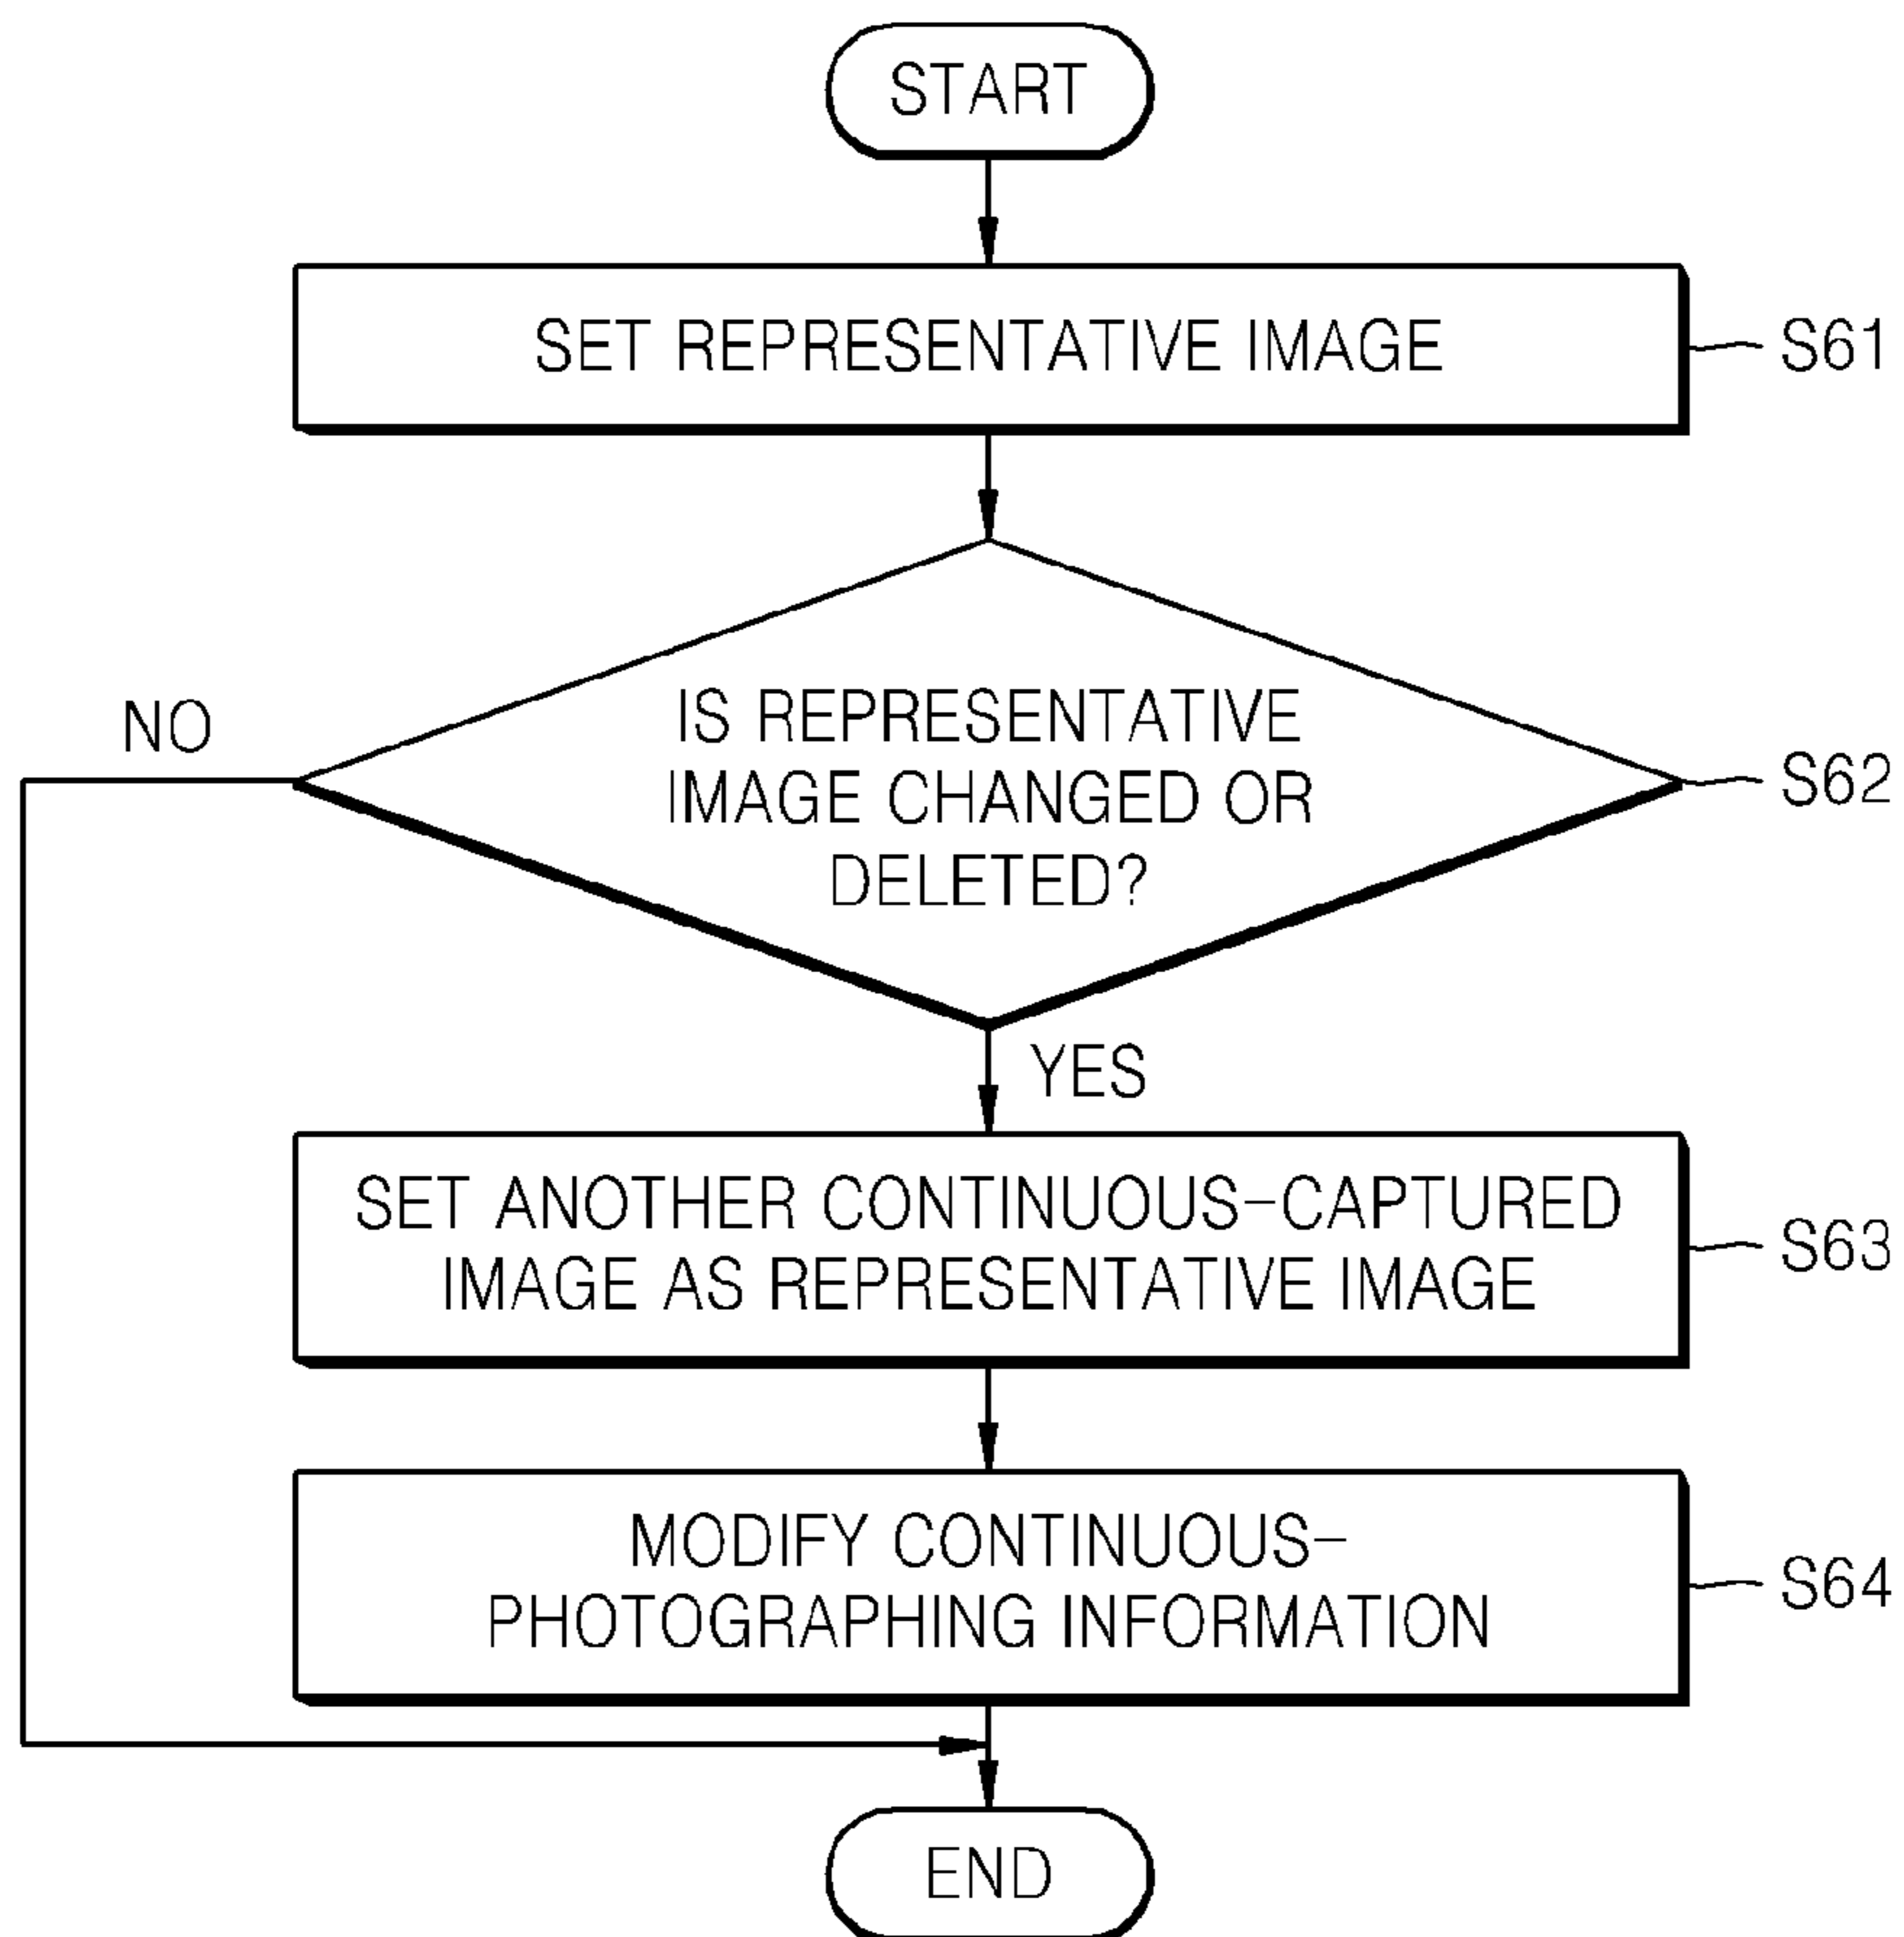 START
SET REPRESENTATIVE IMAGE
S61
NO
IS REPRESENTATIVE
IMAGE CHANGED OR
DELETED?
S62
YES
SET ANOTHER CONTINUOUS-CAPTURED
IMAGE AS REPRESENTATIVE IMAGE
S63
MODIFY CONTINUOUS-
PHOTOGRAPHING INFORMATION
S64
END